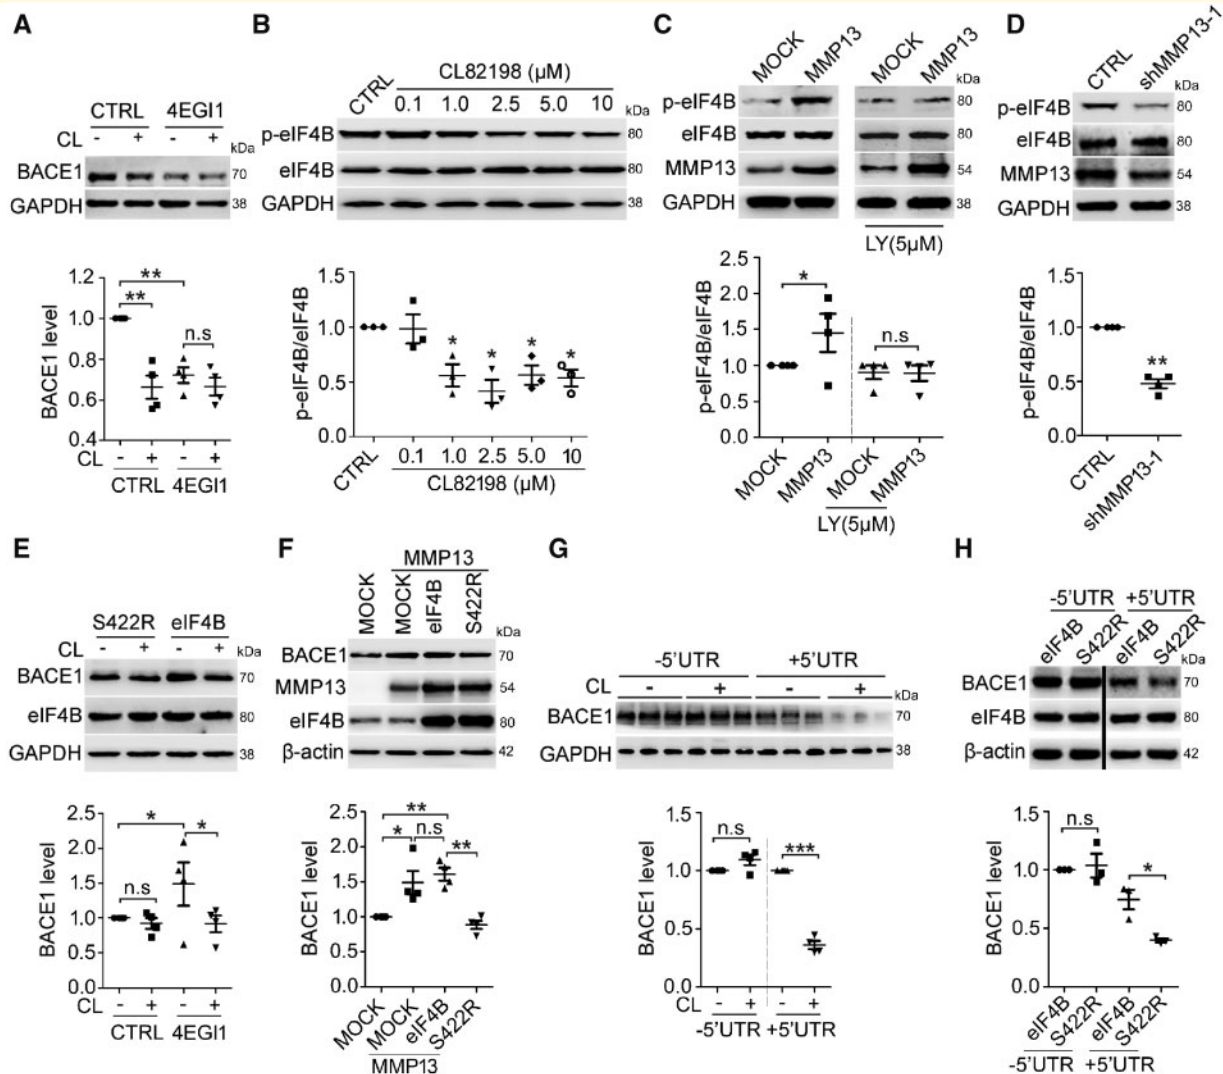 A
CTRL 4EGI1
CL - + - +
kDa
BACE1 70
GAPDH 38
BACE1 level
1.2
1.0
0.8
0.6
0.4
** ** n.s
CL - + - +
CTRL 4EGI1
B
CL82198 (μM)
CTRL 0.1 1.0 2.5 5.0 10
kDa
p-eIF4B 80
eIF4B 80
GAPDH 38
p-eIF4B/eIF4B
1.5
1.0
0.5
0.0
* * * *
CTRL 0.1 1.0 2.5 5.0 10
CL82198 (μM)
C
MOCK MMP13 MOCK MMP13
kDa
p-eIF4B 80
eIF4B 80
MMP13 54
GAPDH 38
LY(5μM)
p-eIF4B/eIF4B
2.5
2.0
1.5
1.0
0.5
0.0
* n.s
MOCK MMP13 MOCK MMP13
LY(5μM)
D
CTRL shMMP13-1
kDa
p-eIF4B 80
eIF4B 80
MMP13 54
GAPDH 38
p-eIF4B/eIF4B
1.5
1.0
0.5
0.0
**
CTRL shMMP13-1
E
S422R eIF4B
CL - + - +
kDa
BACE1 70
eIF4B 80
GAPDH 38
BACE1 level
2.5
2.0
1.5
1.0
0.5
0.0
* * n.s
CL - + - +
CTRL 4EGI1
F
MMP13
MOCK MOCK eIF4B S422R
kDa
BACE1 70
MMP13 54
eIF4B 80
β-actin 42
BACE1 level
2.5
2.0
1.5
1.0
0.5
0.0
** * n.s **
MOCK MOCK eIF4B S422R
MMP13
G
-5'UTR +5'UTR
CL - + - +
kDa
BACE1 70
GAPDH 38
BACE1 level
1.5
1.0
0.5
0.0
n.s ***
CL - + - +
-5'UTR +5'UTR
H
-5'UTR +5'UTR
eIF4B S422R eIF4B S422R
kDa
BACE1 70
eIF4B 80
β-actin 42
BACE1 level
1.5
1.0
0.5
0.0
n.s *
eIF4B S422R eIF4B S422R
-5'UTR +5'UTR